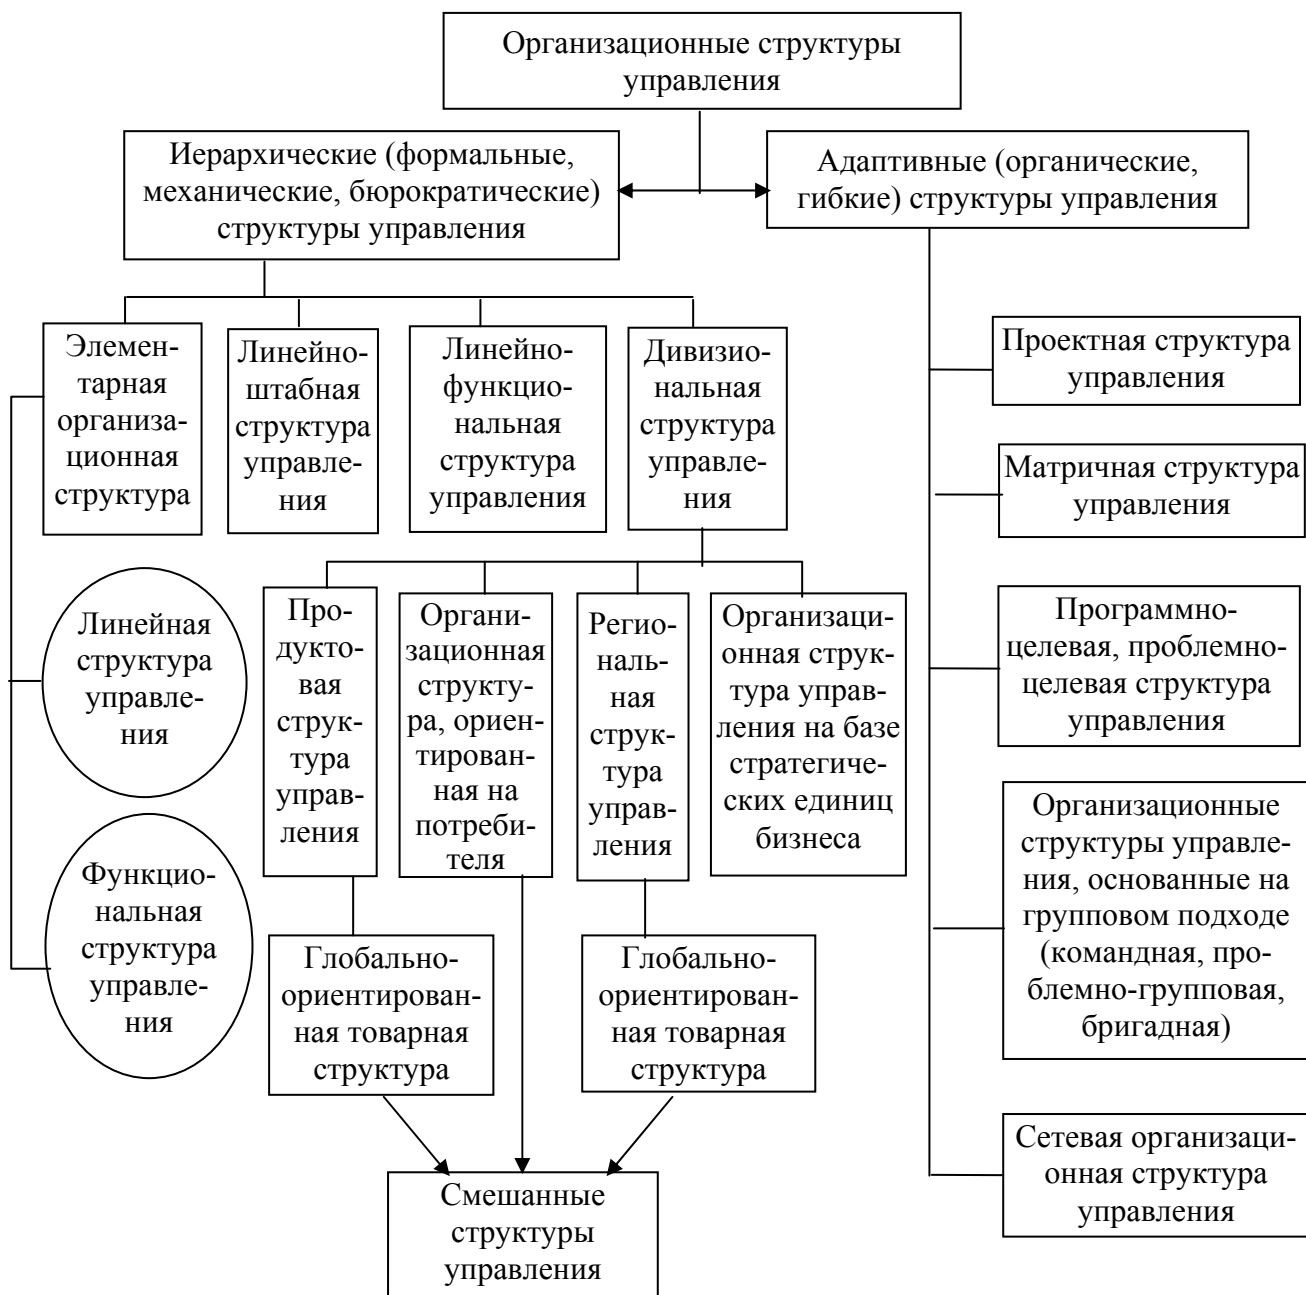 Организационные структуры
управления
Иерархические (формальные,
механические, бюрократические)
структуры управления
Адаптивные (органические,
гибкие) структуры управления
Элемен-
тарная
организа-
ционная
структура
Линейно-
штабная
структура
управле-
ния
Линейно-
функцио-
нальная
структура
управления
Дивизио-
нальная
структура
управле-
ния
Проектная структура
управления
Матричная структура
управления
Программно-
целевая, проблемно-
целевая структура
управления
Организационные
структуры управле-
ния, основанные на
групповом подходе
(командная, про-
блемно-групповая,
бригадная)
Сетевая организаци-
онная структура
управления
Линейная
структура
управле-
ния
Функцио-
нальная
структура
управле-
ния
Про-
дукто-
вая
струк-
тура
управ-
ления
Органи-
зационная
структу-
ра, ориен-
тирован-
ная на
потреби-
теля
Регио-
наль-
ная
струк-
тура
управ-
ления
Организаци-
онная струк-
тура управ-
ления на базе
стратегиче-
ских единиц
бизнеса
Глобально-
ориентирован-
ная товарная
структура
Глобально-
ориентирован-
ная товарная
структура
Смешанные
структуры
управления